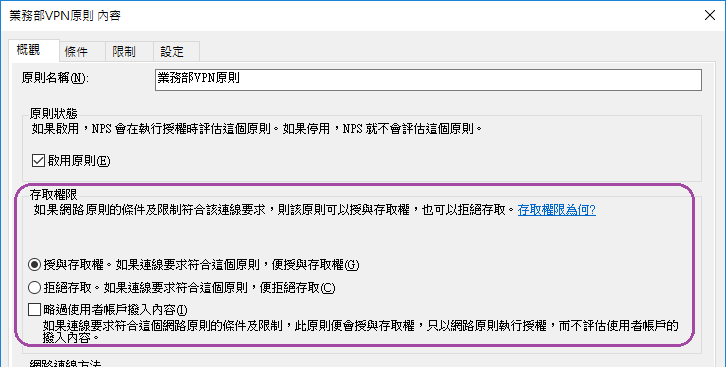 業務部VPN原則 內容
概觀 條件 限制 設定
原則名稱(N): 業務部VPN原則
原則狀態
如果啟用，NPS 會在執行授權時評估這個原則。如果停用，NPS 就不會評估這個原則。
啟用原則(E)
存取權限
如果網路原則的條件及限制符合該連線要求，則該原則可以授與存取權，也可以拒絕存取。存取權限為何?
授與存取權。如果連線要求符合這個原則，便授與存取權(G)
拒絕存取。如果連線要求符合這個原則，便拒絕存取(C)
略過使用者帳戶撥入內容(I)
如果連線要求符合這個網路原則的條件及限制，此原則便會授與存取權，只以網路原則執行授權，而不評估使用者帳戶的
撥入內容。
網路連線方法